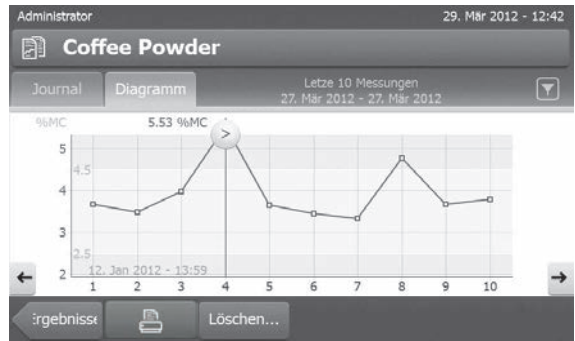 Administrator 29. Mär 2012 - 12:42
Coffee Powder
Journal Diagramm Letze 10 Messungen
27. Mär 2012 - 27. Mär 2012
%MC 5.53 %MC
>
5
4.5
4
3
2.5
2 12. Jan 2012 - 13:59
1 2 3 4 5 6 7 8 9 10
Ergebnisse Löschen...